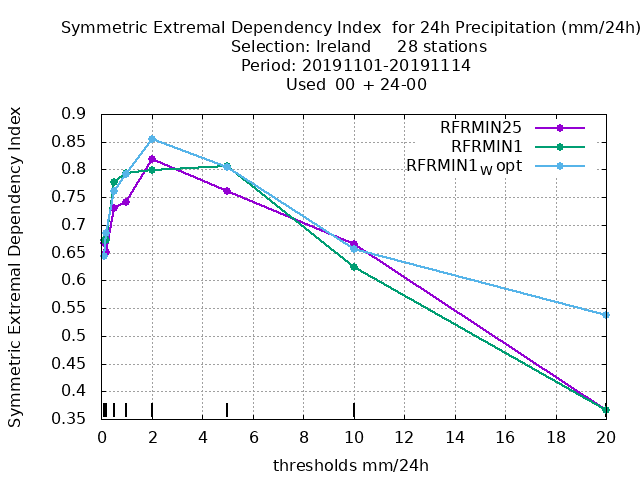 Symmetric Extremal Dependency Index for 24h Precipitation (mm/24h)
Selection: Ireland 28 stations
Period: 20191101-20191114
Used 00 + 24-00
Symmetric Extremal Dependency Index
0.9
0.85
0.8
0.75
0.7
0.65
0.6
0.55
0.5
0.45
0.4
0.35
RFRMIN25
RFRMIN1
RFRMIN1W opt
0 2 4 6 8 10 12 14 16 18 20
thresholds mm/24h